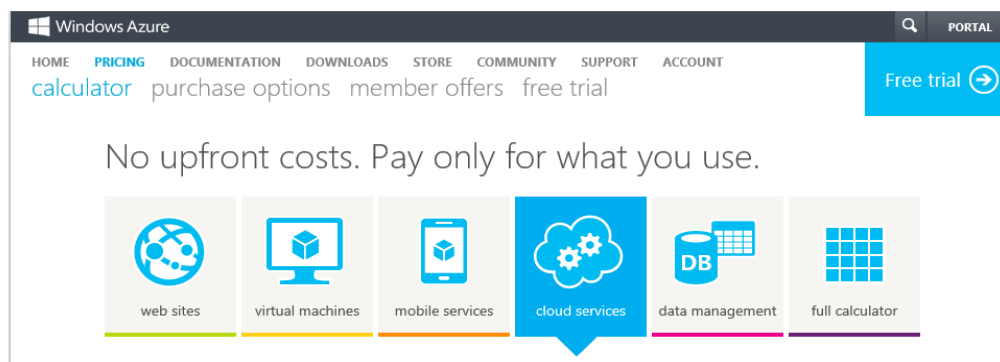 Windows Azure PORTAL
HOME PRICING DOCUMENTATION DOWNLOADS STORE COMMUNITY SUPPORT ACCOUNT
calculator purchase options member offers free trial
Free trial
No upfront costs. Pay only for what you use.
DB
web sites virtual machines mobile services cloud services data management full calculator